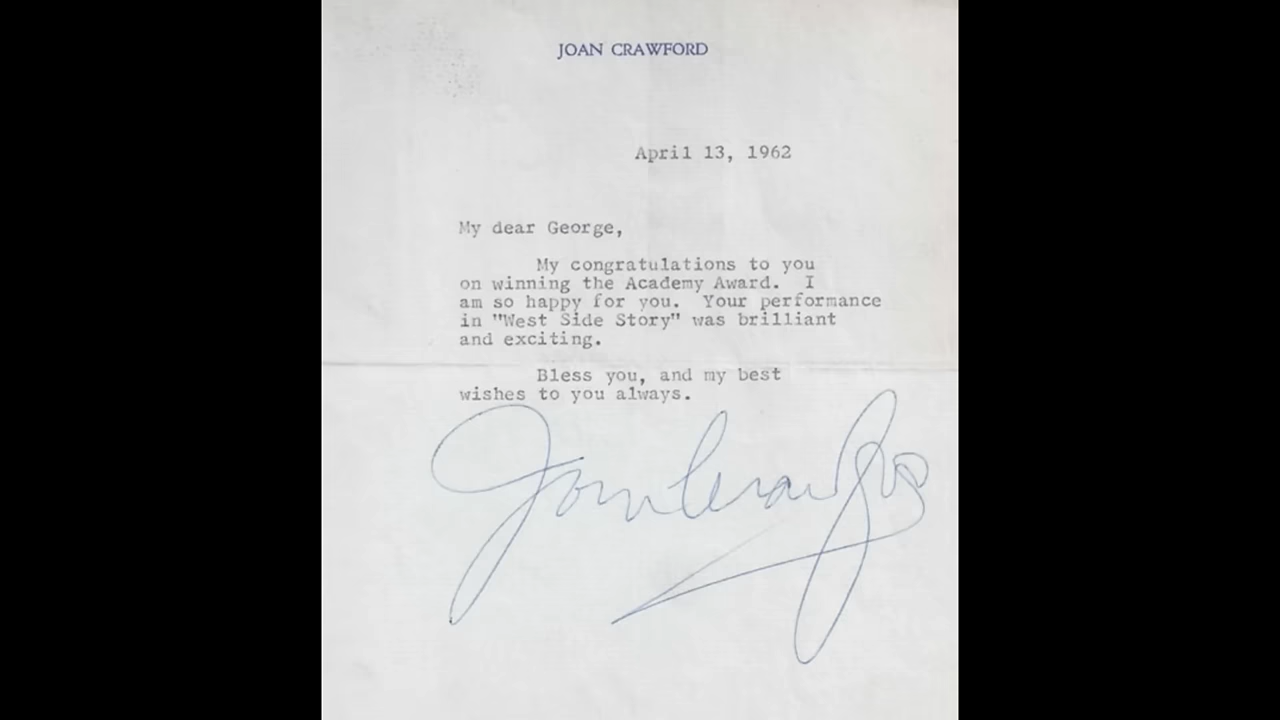 JOAN CRAWFORD
April 13, 1962
My dear George,
My congratulations to you
on winning the Academy Award.  I
am so happy for you.  Your performance
in "West Side Story" was brilliant
and exciting.
Bless you, and my best
wishes to you always.
Joan Crawford